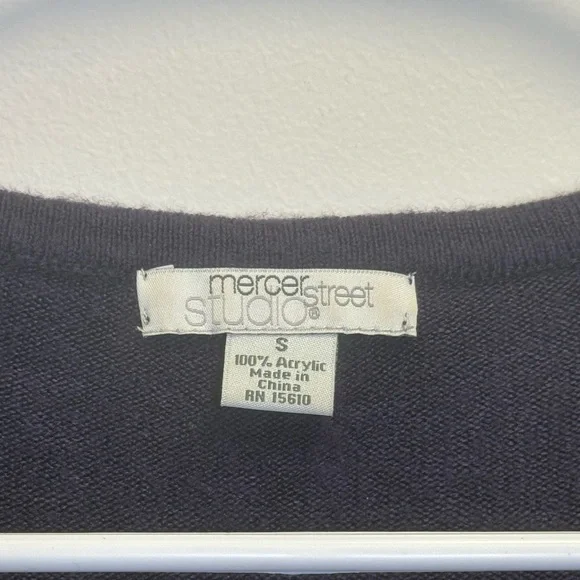 mercer street
studio®
S
100% Acrylic
Made in
China
RN 15610